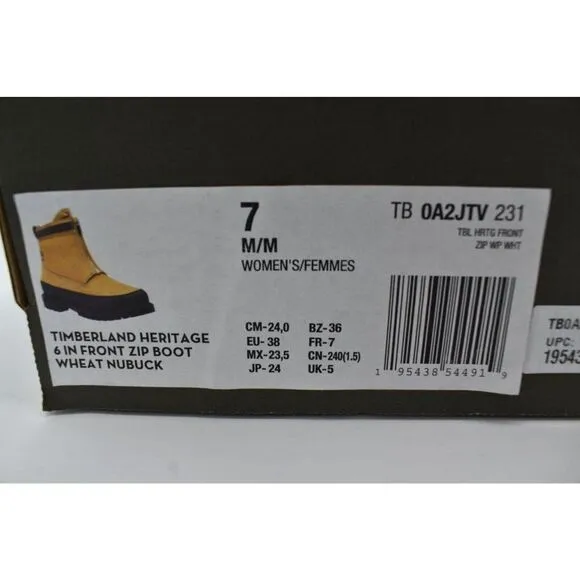 7
M/M
WOMEN'S/FEMMES
TB 0A2JTV 231
TBL HRTG FRONT
ZIP WP WHT
TIMBERLAND HERITAGE
6 IN FRONT ZIP BOOT
WHEAT NUBUCK
CM-24,0 BZ-36
EU- 38 FR-7
MX-23,5 CN-240(1.5)
JP-24 UK-5
1 95438 54491 9
TB0A
UPC:
19543